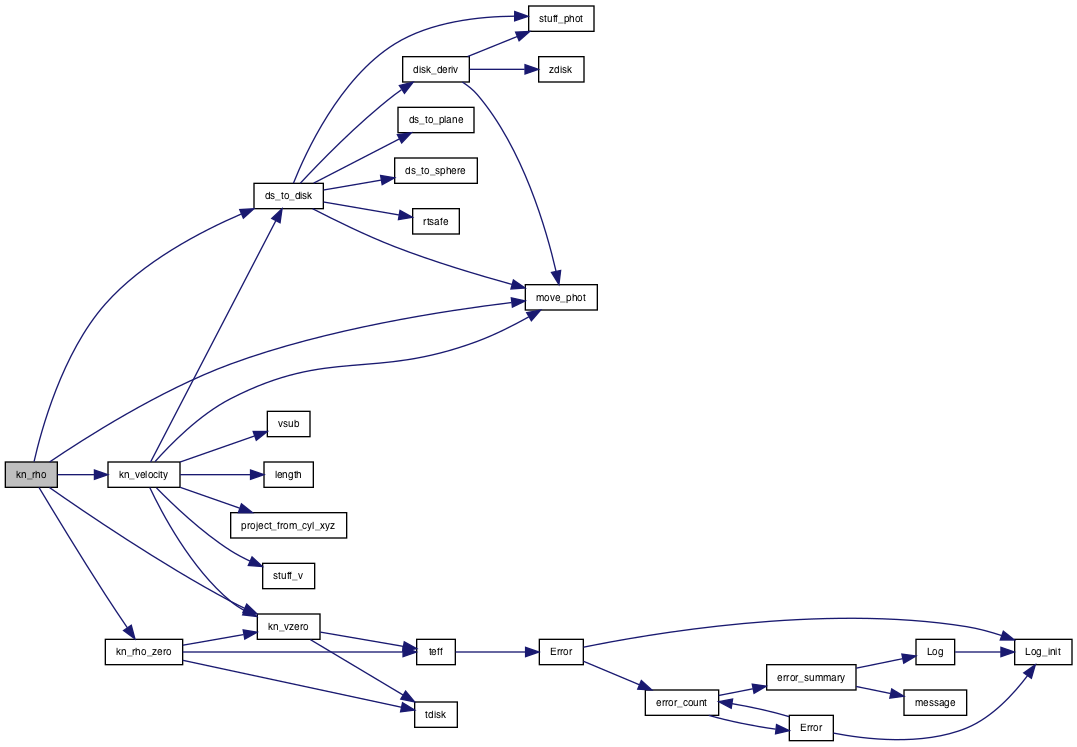 stuff_phot
disk_deriv
zdisk
ds_to_plane
ds_to_sphere
ds_to_disk
rtsafe
move_phot
vsub
kn_rho
kn_velocity
length
project_from_cyl_xyz
stuff_v
kn_vzero
kn_rho_zero
teff
Error
Log
Log_init
error_summary
error_count
message
tdisk
Error